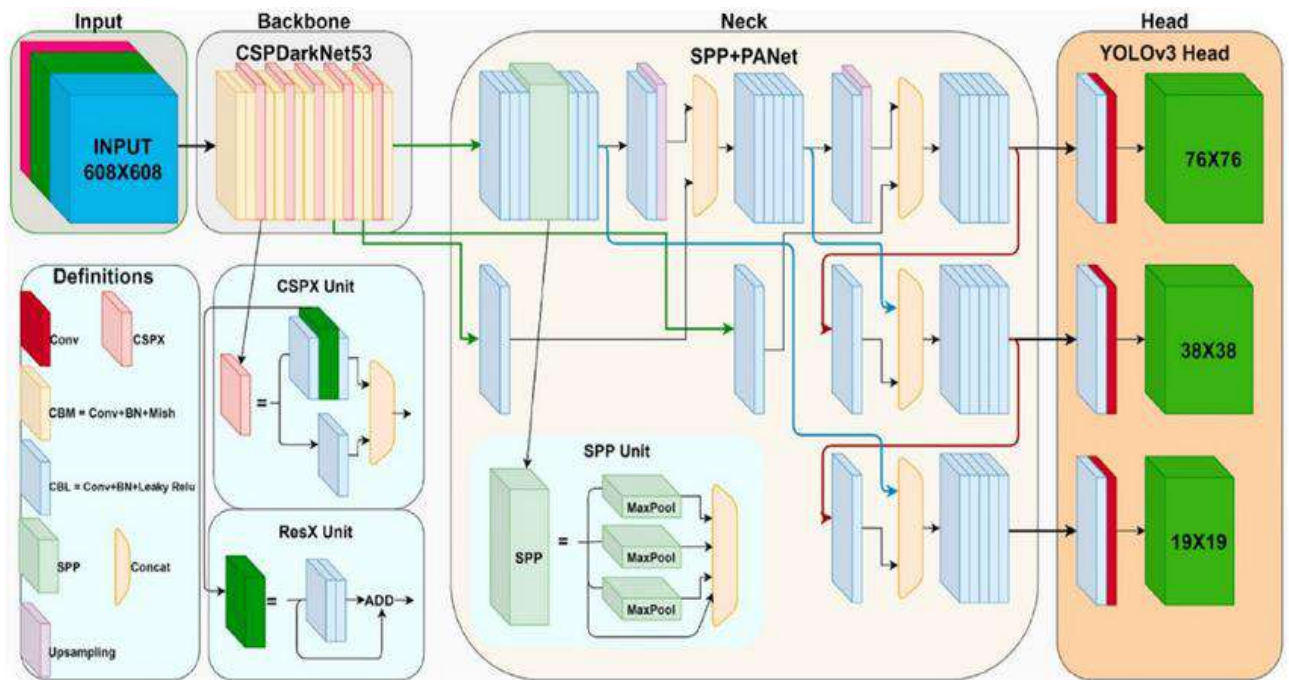 Input
Backbone
Neck
Head
CSPDarkNet53
SPP+PANet
YOLOv3 Head
INPUT
608X608
76X76
38X38
19X19
Definitions
Conv
CSPX
CBM = Conv+BN+Mish
CBL = Conv+BN+Leaky Relu
SPP
Concat
Upsampling
CSPX Unit
=
ResX Unit
=
ADD
SPP Unit
SPP
=
MaxPool
MaxPool
MaxPool